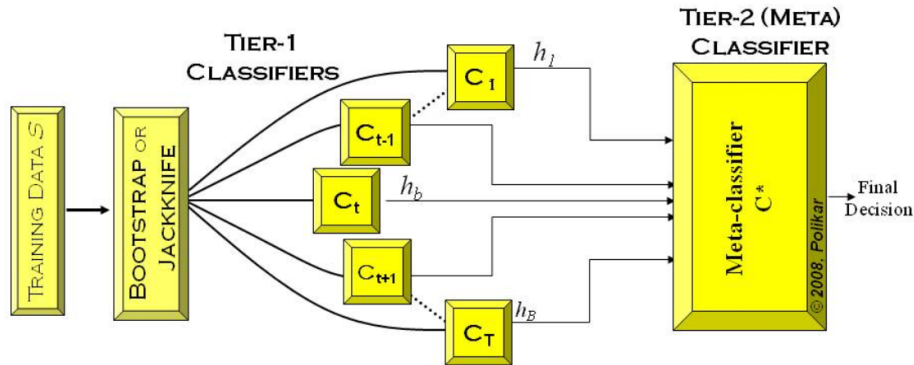 TIER-1
CLASSIFIERS
TIER-2 (META)
CLASSIFIER
TRAINING DATA S
BOOTSTRAP OR
JACKKNIFE
C1
Ct-1
Ct
Ct+1
CT
h1
hb
hB
Meta-classifier
C*
© 2008, Polikar
Final
Decision